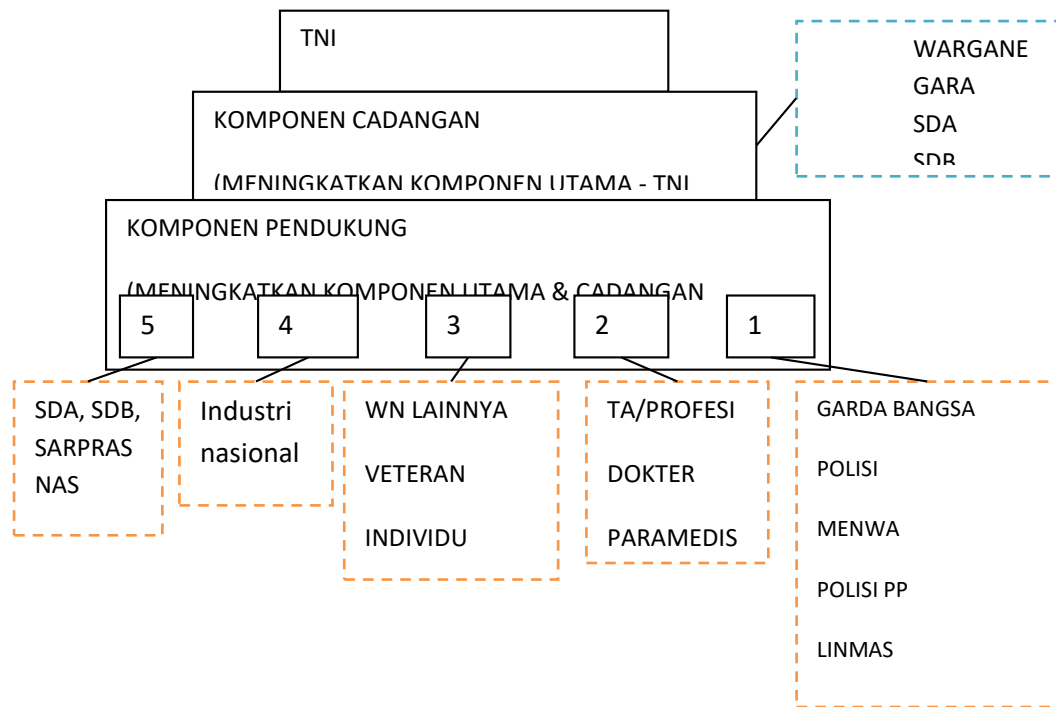 TNI
WARGANE
GARA
SDA
SDB
KOMPONEN CADANGAN
(MENINGKATKAN KOMPONEN UTAMA - TNI
KOMPONEN PENDUKUNG
(MENINGKATKAN KOMPONEN UTAMA & CADANGAN
5
4
3
2
1
SDA, SDB,
SARPRAS
NAS
Industri
nasional
WN LAINNYA
VETERAN
INDIVIDU
TA/PROFESI
DOKTER
PARAMEDIS
GARDA BANGSA
POLISI
MENWA
POLISI PP
LINMAS